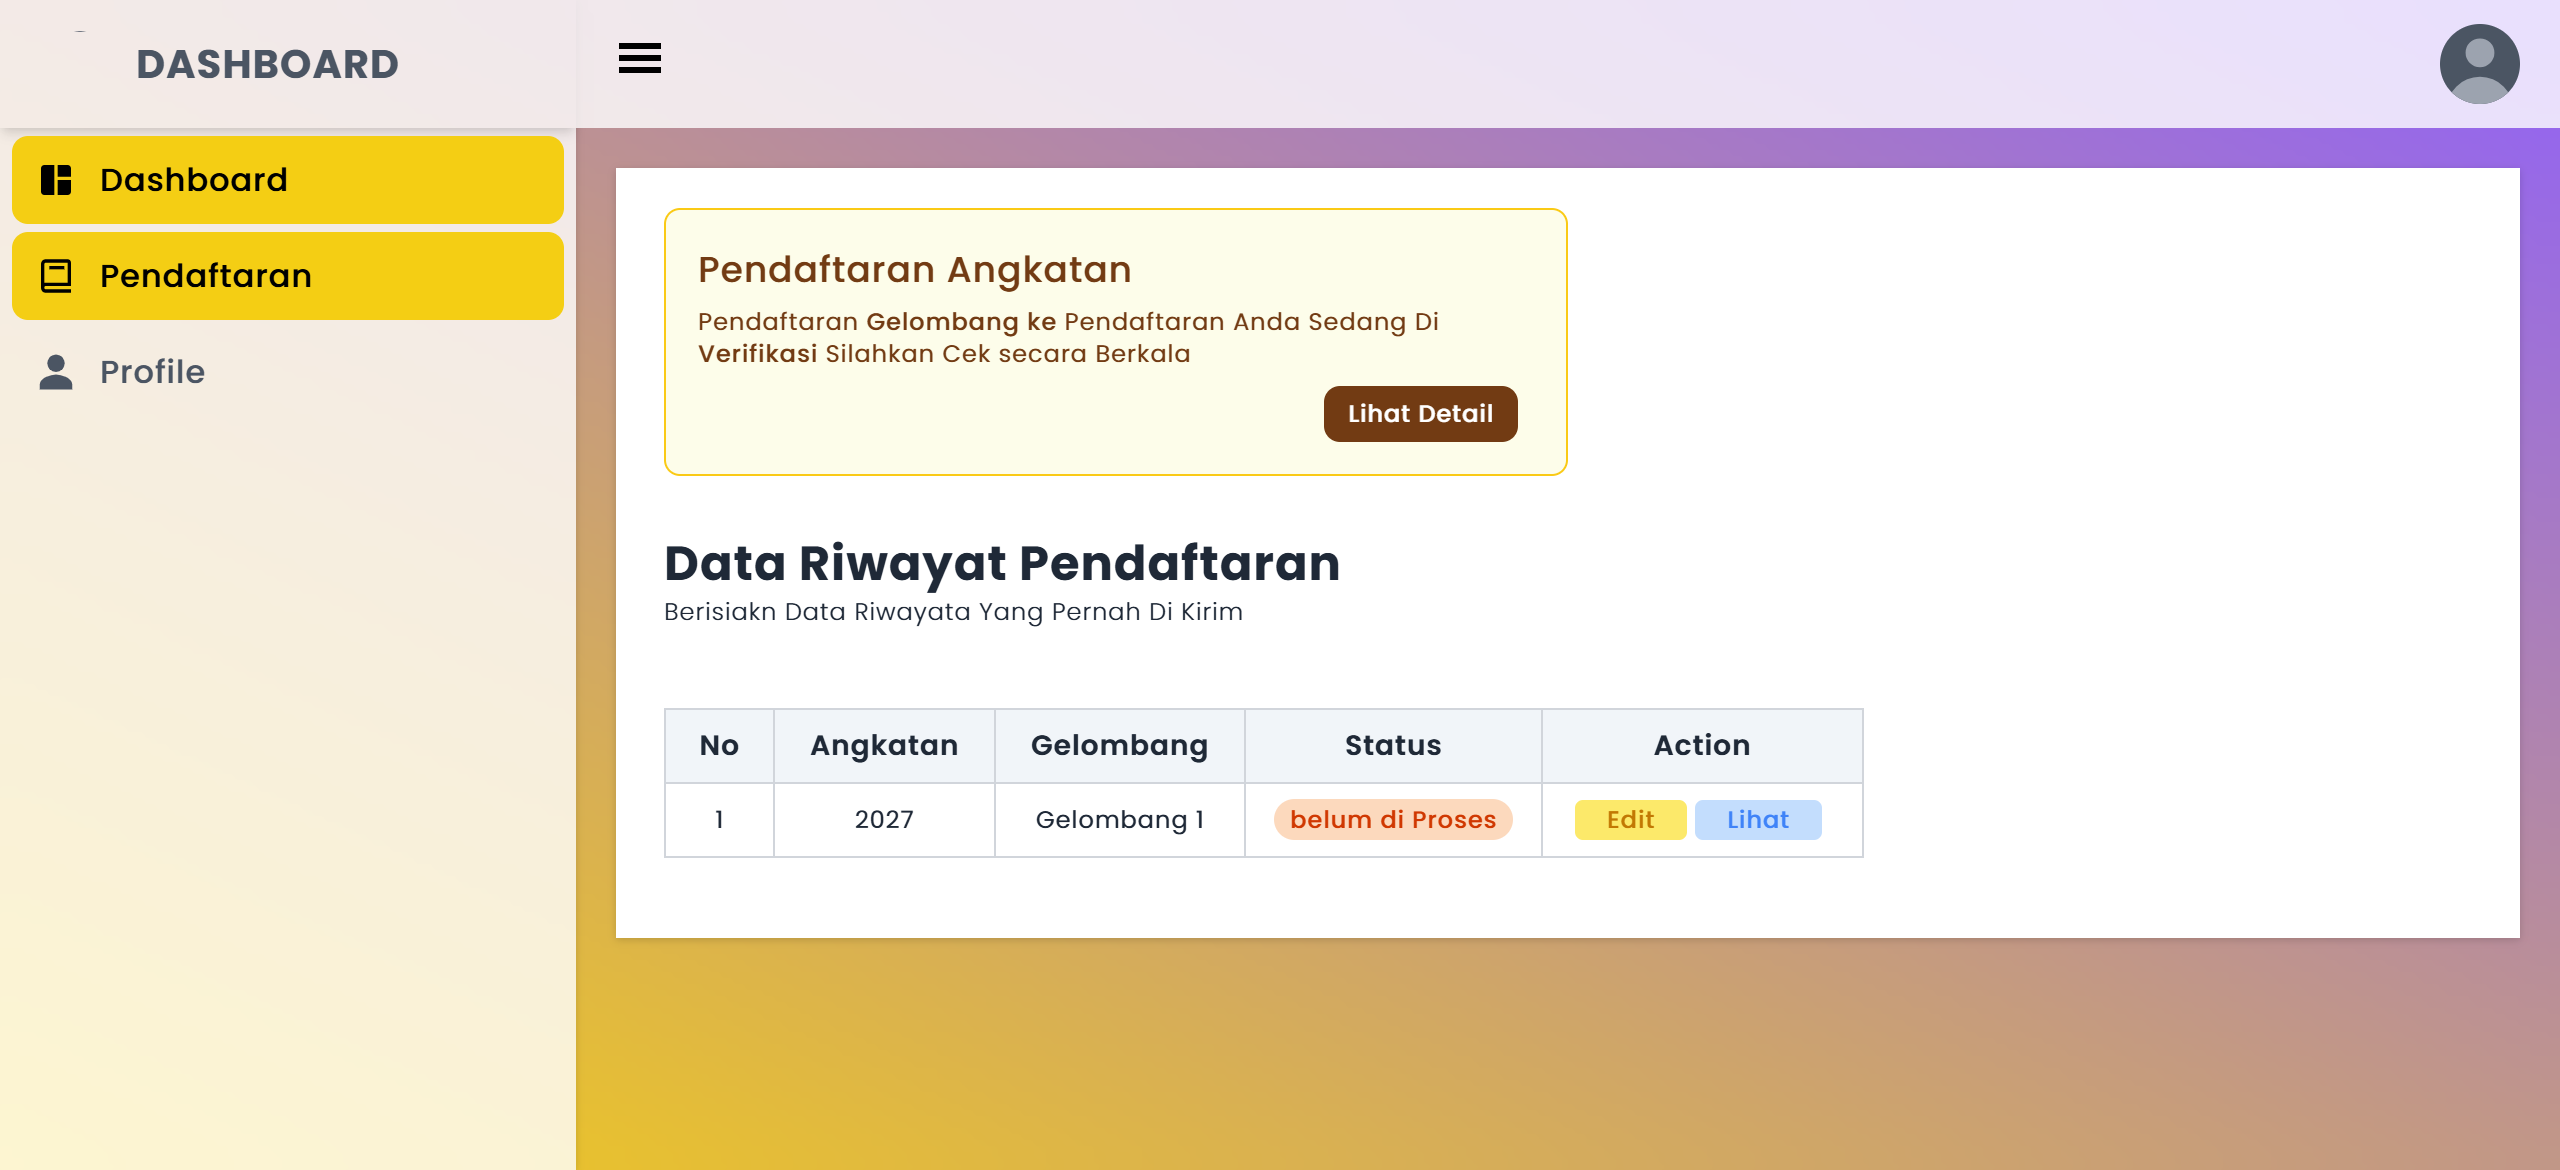 DASHBOARD
Dashboard
Pendaftaran
Profile
Pendaftaran Angkatan
Pendaftaran Gelombang ke Pendaftaran Anda Sedang Di
Verifikasi Silahkan Cek secara Berkala
Lihat Detail
Data Riwayat Pendaftaran
Berisiakn Data Riwayata Yang Pernah Di Kirim
No Angkatan Gelombang Status Action
1 2027 Gelombang 1 belum di Proses Edit Lihat